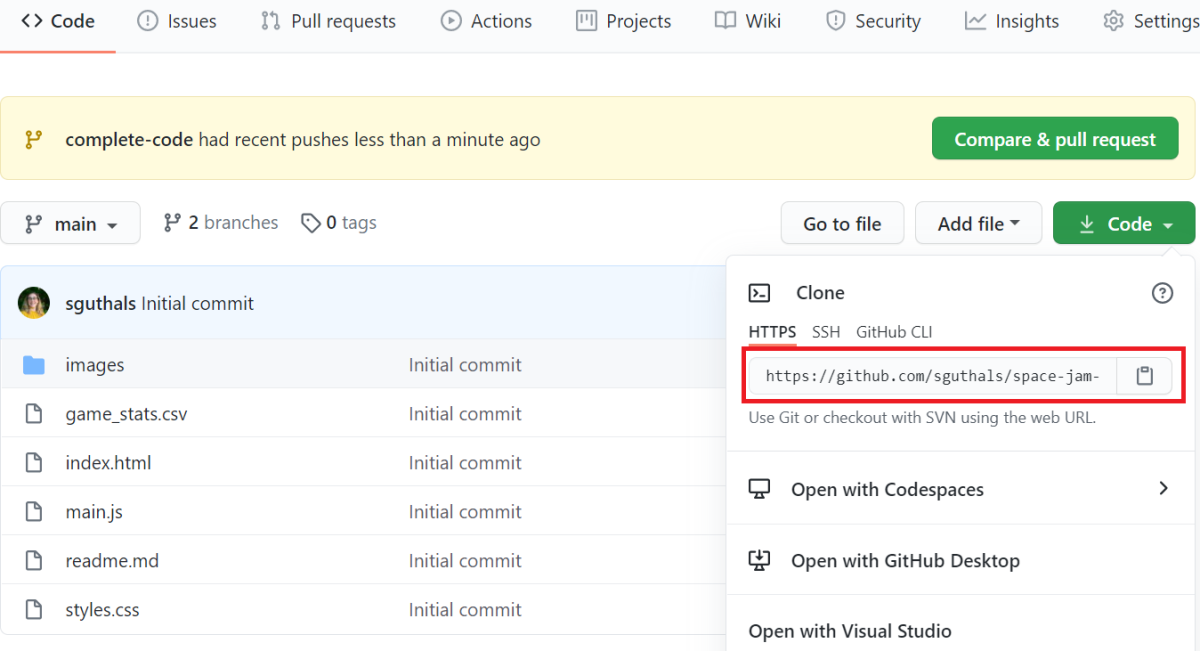 Code Issues Pull requests Actions Projects Wiki Security Insights Settings
complete-code had recent pushes less than a minute ago Compare & pull request
main 2 branches 0 tags Go to file Add file Code
sguthals Initial commit
images Initial commit
game_stats.csv Initial commit
index.html Initial commit
main.js Initial commit
readme.md Initial commit
styles.css Initial commit
Clone
HTTPS SSH GitHub CLI
https://github.com/sguthals/space-jam-
Use Git or checkout with SVN using the web URL.
Open with Codespaces
Open with GitHub Desktop
Open with Visual Studio